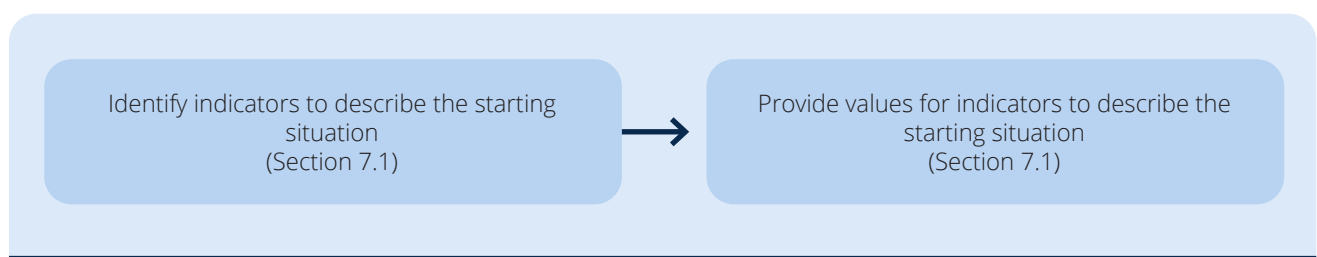 Identify indicators to describe the starting
situation
(Section 7.1)
Provide values for indicators to describe the
starting situation
(Section 7.1)